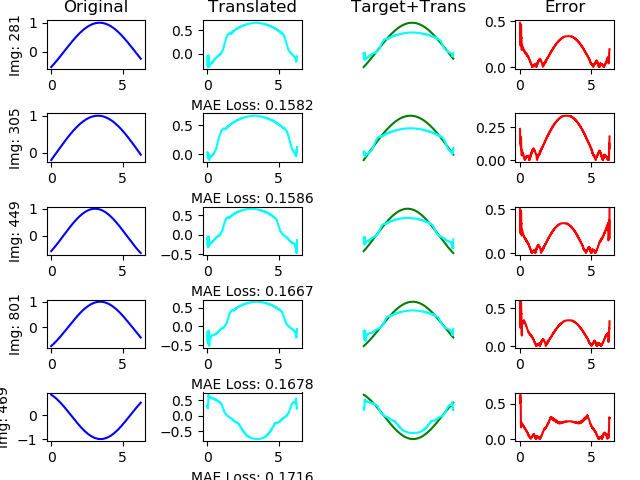 Original Translated Target+Trans Error
Img: 281
1
0
0.5
0.0
0.5
0.0
0 5 0 5 0 5
MAE Loss: 0.1582
Img: 305
1
0
0.5
0.0
0.25
0.00
0 5 0 5 0 5
MAE Loss: 0.1586
Img: 449
1
0
0.5
0.0
−0.5
0.5
0.0
0 5 0 5 0 5
MAE Loss: 0.1667
Img: 801
1
0
0.5
0.0
−0.5
0.5
0.0
0 5 0 5 0 5
MAE Loss: 0.1678
Img: 469
0
−1
0.5
0.0
−0.5
0.5
0.0
0 5 0 5 0 5
MAE Loss: 0.1716